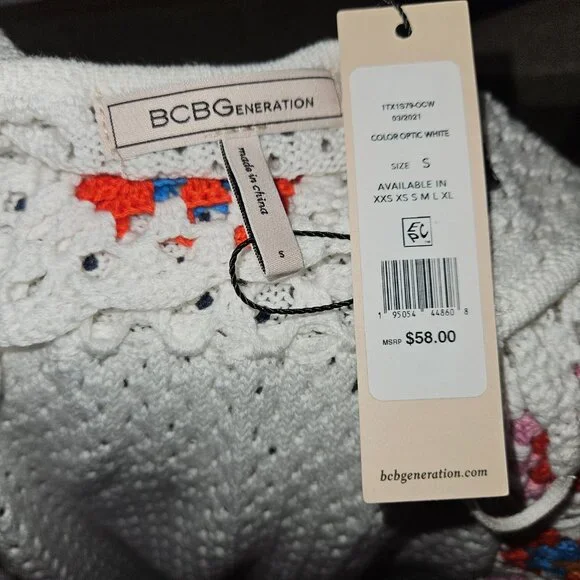 BCBGENERATION
made in china
S
1TX1S79-OCW
03/2021
COLOR OPTIC WHITE
SIZE S
AVAILABLE IN
XXS XS S M L XL
1 95054 44860 8
MSRP $58.00
bcbgeneration.com